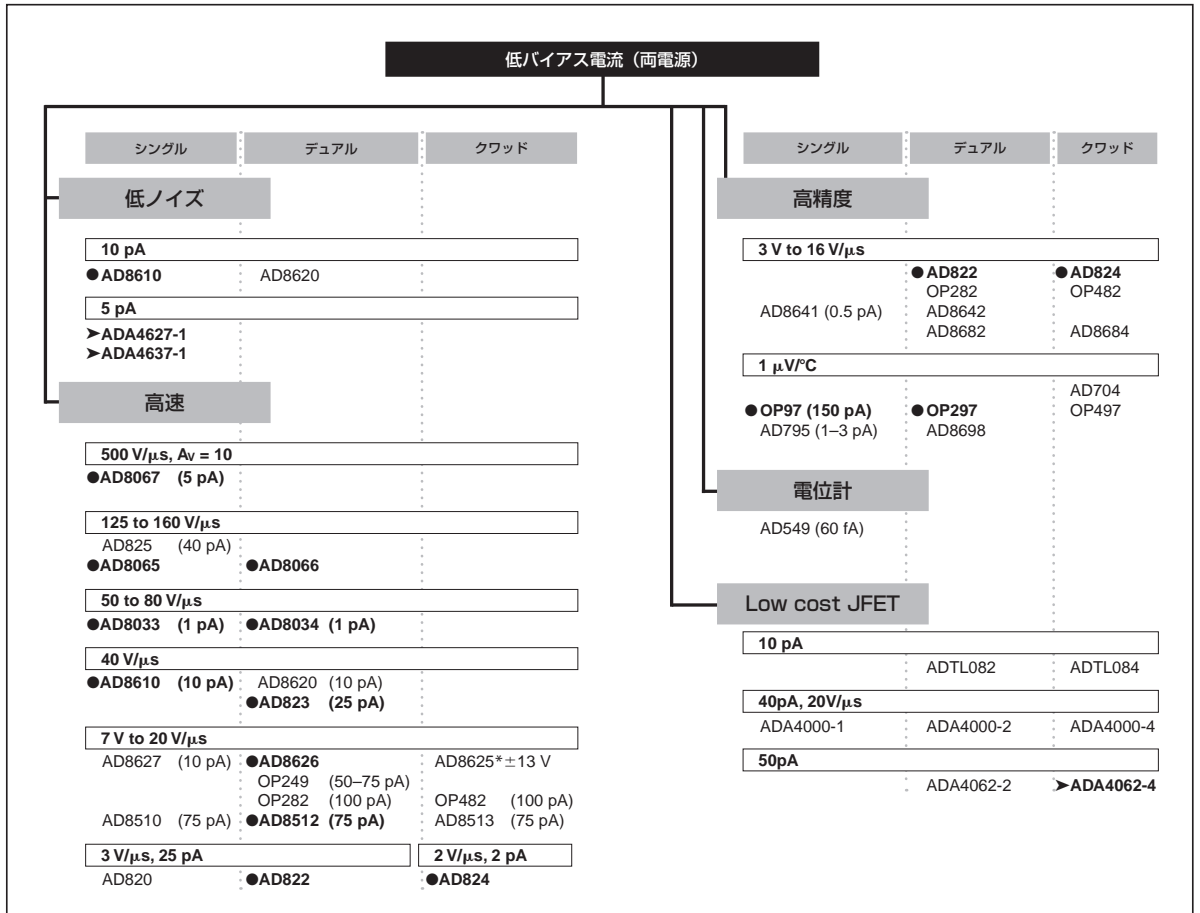 低バイアス電流（両電源）
シングル デュアル クワッド
低ノイズ
10 pA
●AD8610 AD8620
5 pA
➤ADA4627-1
➤ADA4637-1
高速
500 V/μs, AV = 10
●AD8067 (5 pA)
125 to 160 V/μs
AD825 (40 pA)
●AD8065 ●AD8066
50 to 80 V/μs
●AD8033 (1 pA) ●AD8034 (1 pA)
40 V/μs
●AD8610 (10 pA) AD8620 (10 pA)
●AD823 (25 pA)
7 V to 20 V/μs
AD8627 (10 pA) ●AD8626 AD8625*±13 V
OP249 (50–75 pA)
OP282 (100 pA) OP482 (100 pA)
AD8510 (75 pA) ●AD8512 (75 pA) AD8513 (75 pA)
3 V/μs, 25 pA 2 V/μs, 2 pA
AD820 ●AD822 ●AD824
シングル デュアル クワッド
高精度
3 V to 16 V/μs
●AD822 ●AD824
OP282 OP482
AD8641 (0.5 pA) AD8642
AD8682 AD8684
1 μV/°C
AD704
●OP97 (150 pA) ●OP297 OP497
AD795 (1–3 pA) AD8698
電位計
AD549 (60 fA)
Low cost JFET
10 pA
ADTL082 ADTL084
40pA, 20V/μs
ADA4000-1 ADA4000-2 ADA4000-4
50pA
ADA4062-2 ➤ADA4062-4